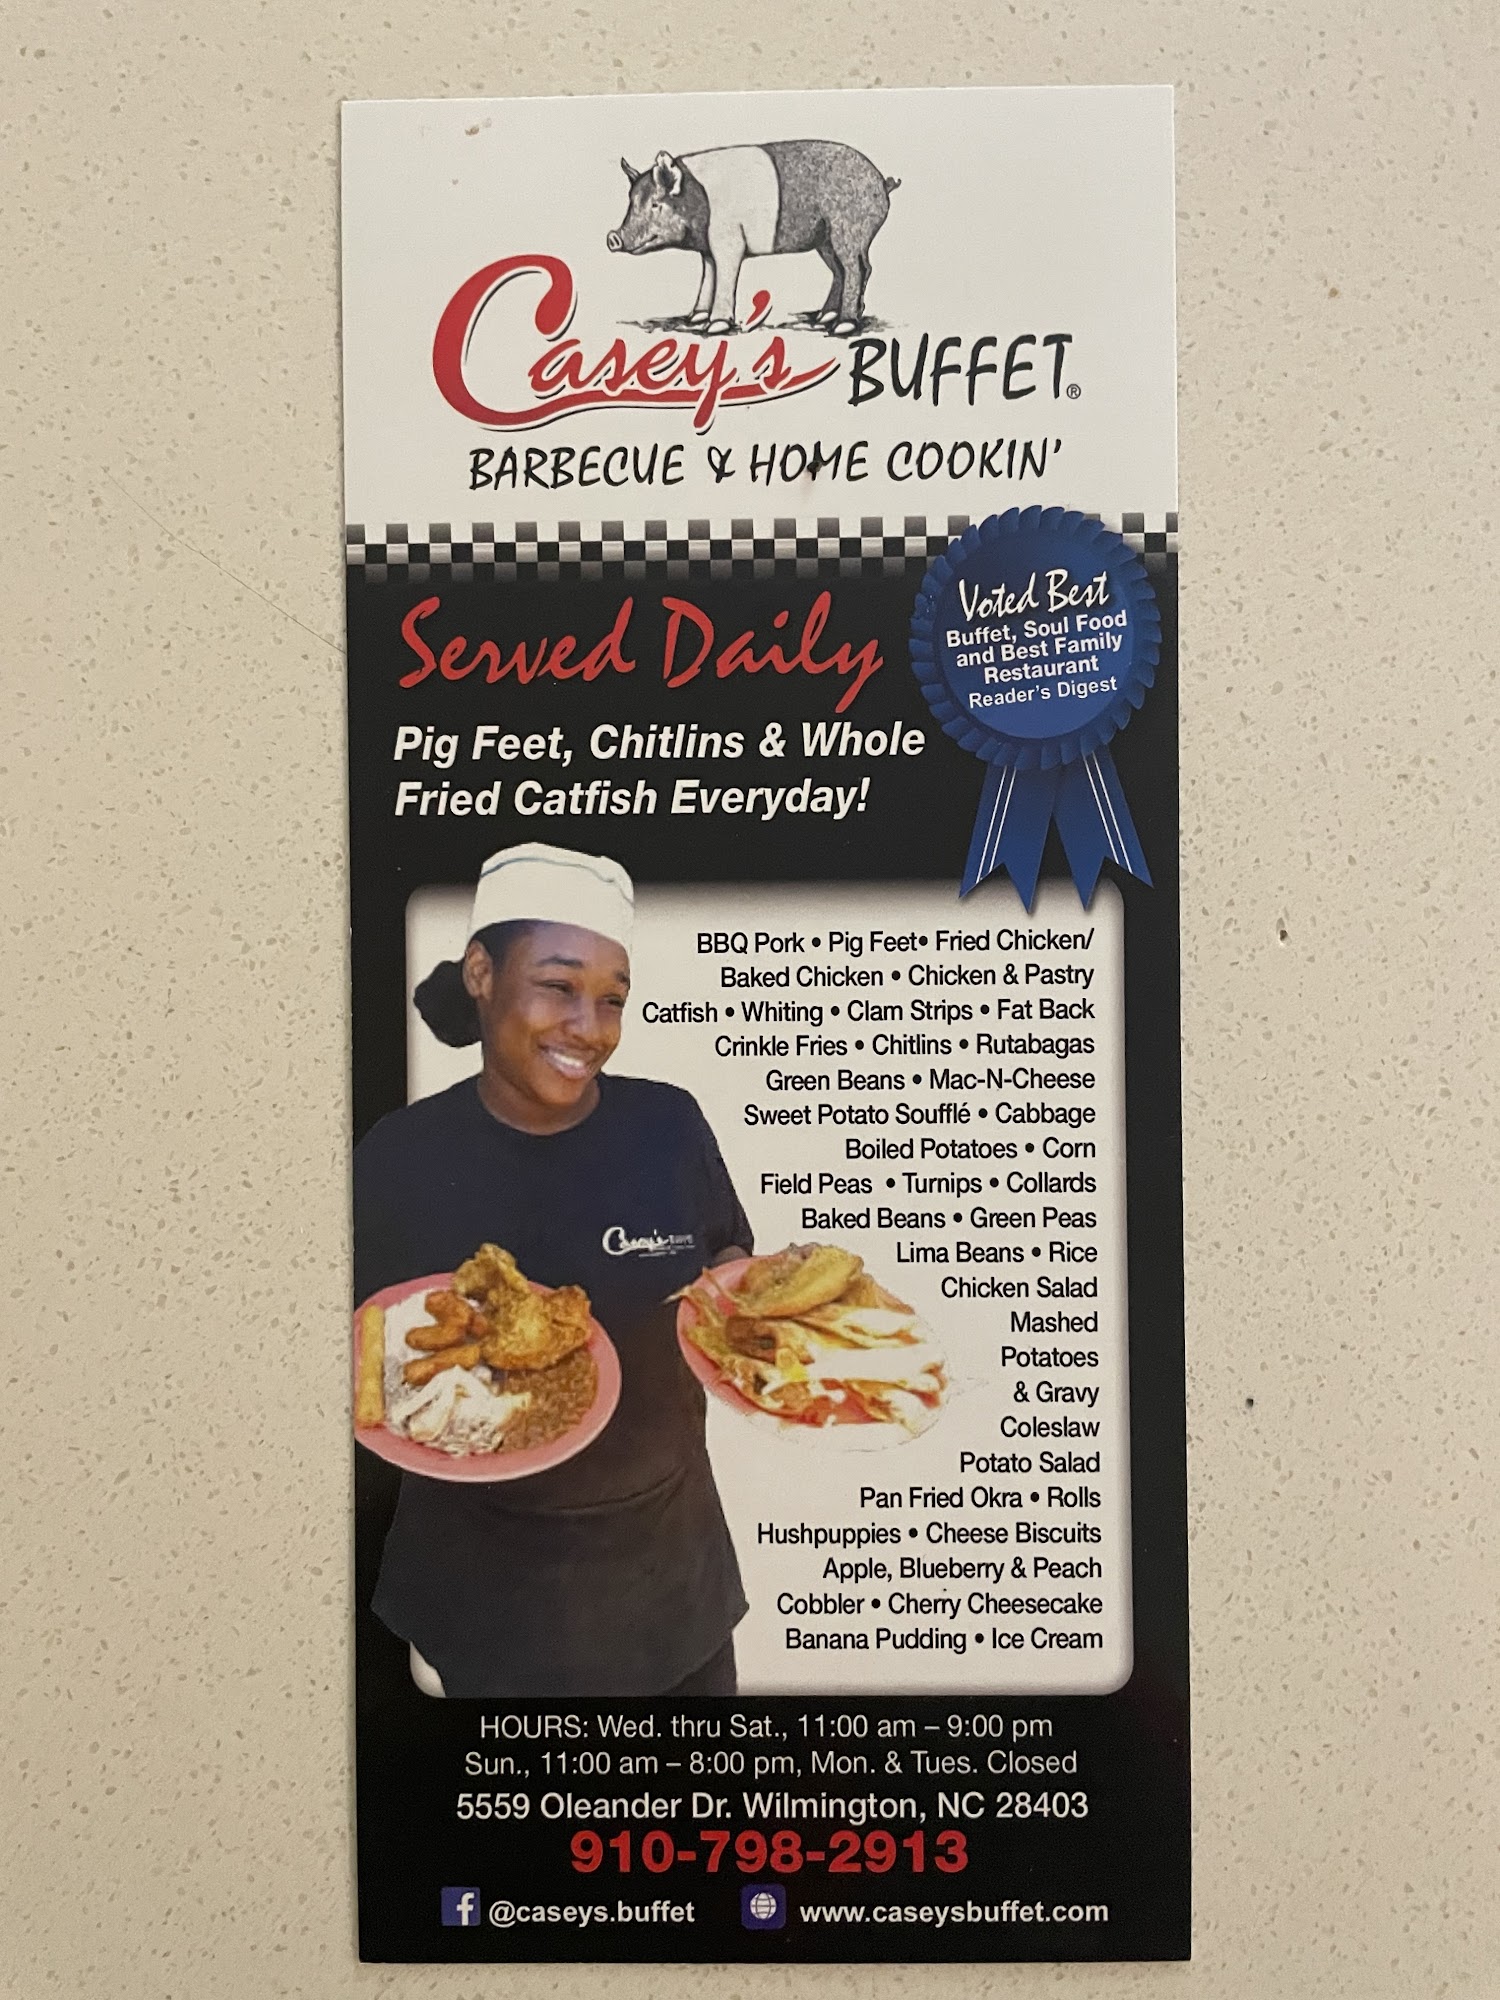 Casey's BUFFET®
BARBECUE & HOME COOKIN'
Voted Best
Buffet, Soul Food
and Best Family
Restaurant
Reader's Digest
Served Daily
Pig Feet, Chitlins & Whole
Fried Catfish Everyday!
BBQ Pork • Pig Feet• Fried Chicken/
Baked Chicken • Chicken & Pastry
Catfish • Whiting • Clam Strips • Fat Back
Crinkle Fries • Chitlins • Rutabagas
Green Beans • Mac-N-Cheese
Sweet Potato Soufflé • Cabbage
Boiled Potatoes • Corn
Field Peas • Turnips • Collards
Baked Beans • Green Peas
Lima Beans • Rice
Chicken Salad
Mashed
Potatoes
& Gravy
Coleslaw
Potato Salad
Pan Fried Okra • Rolls
Hushpuppies • Cheese Biscuits
Apple, Blueberry & Peach
Cobbler • Cherry Cheesecake
Banana Pudding • Ice Cream
Casey's
HOURS: Wed. thru Sat., 11:00 am – 9:00 pm
Sun., 11:00 am – 8:00 pm, Mon. & Tues. Closed
5559 Oleander Dr. Wilmington, NC 28403
910-798-2913
f @caseys.buffet www.caseysbuffet.com